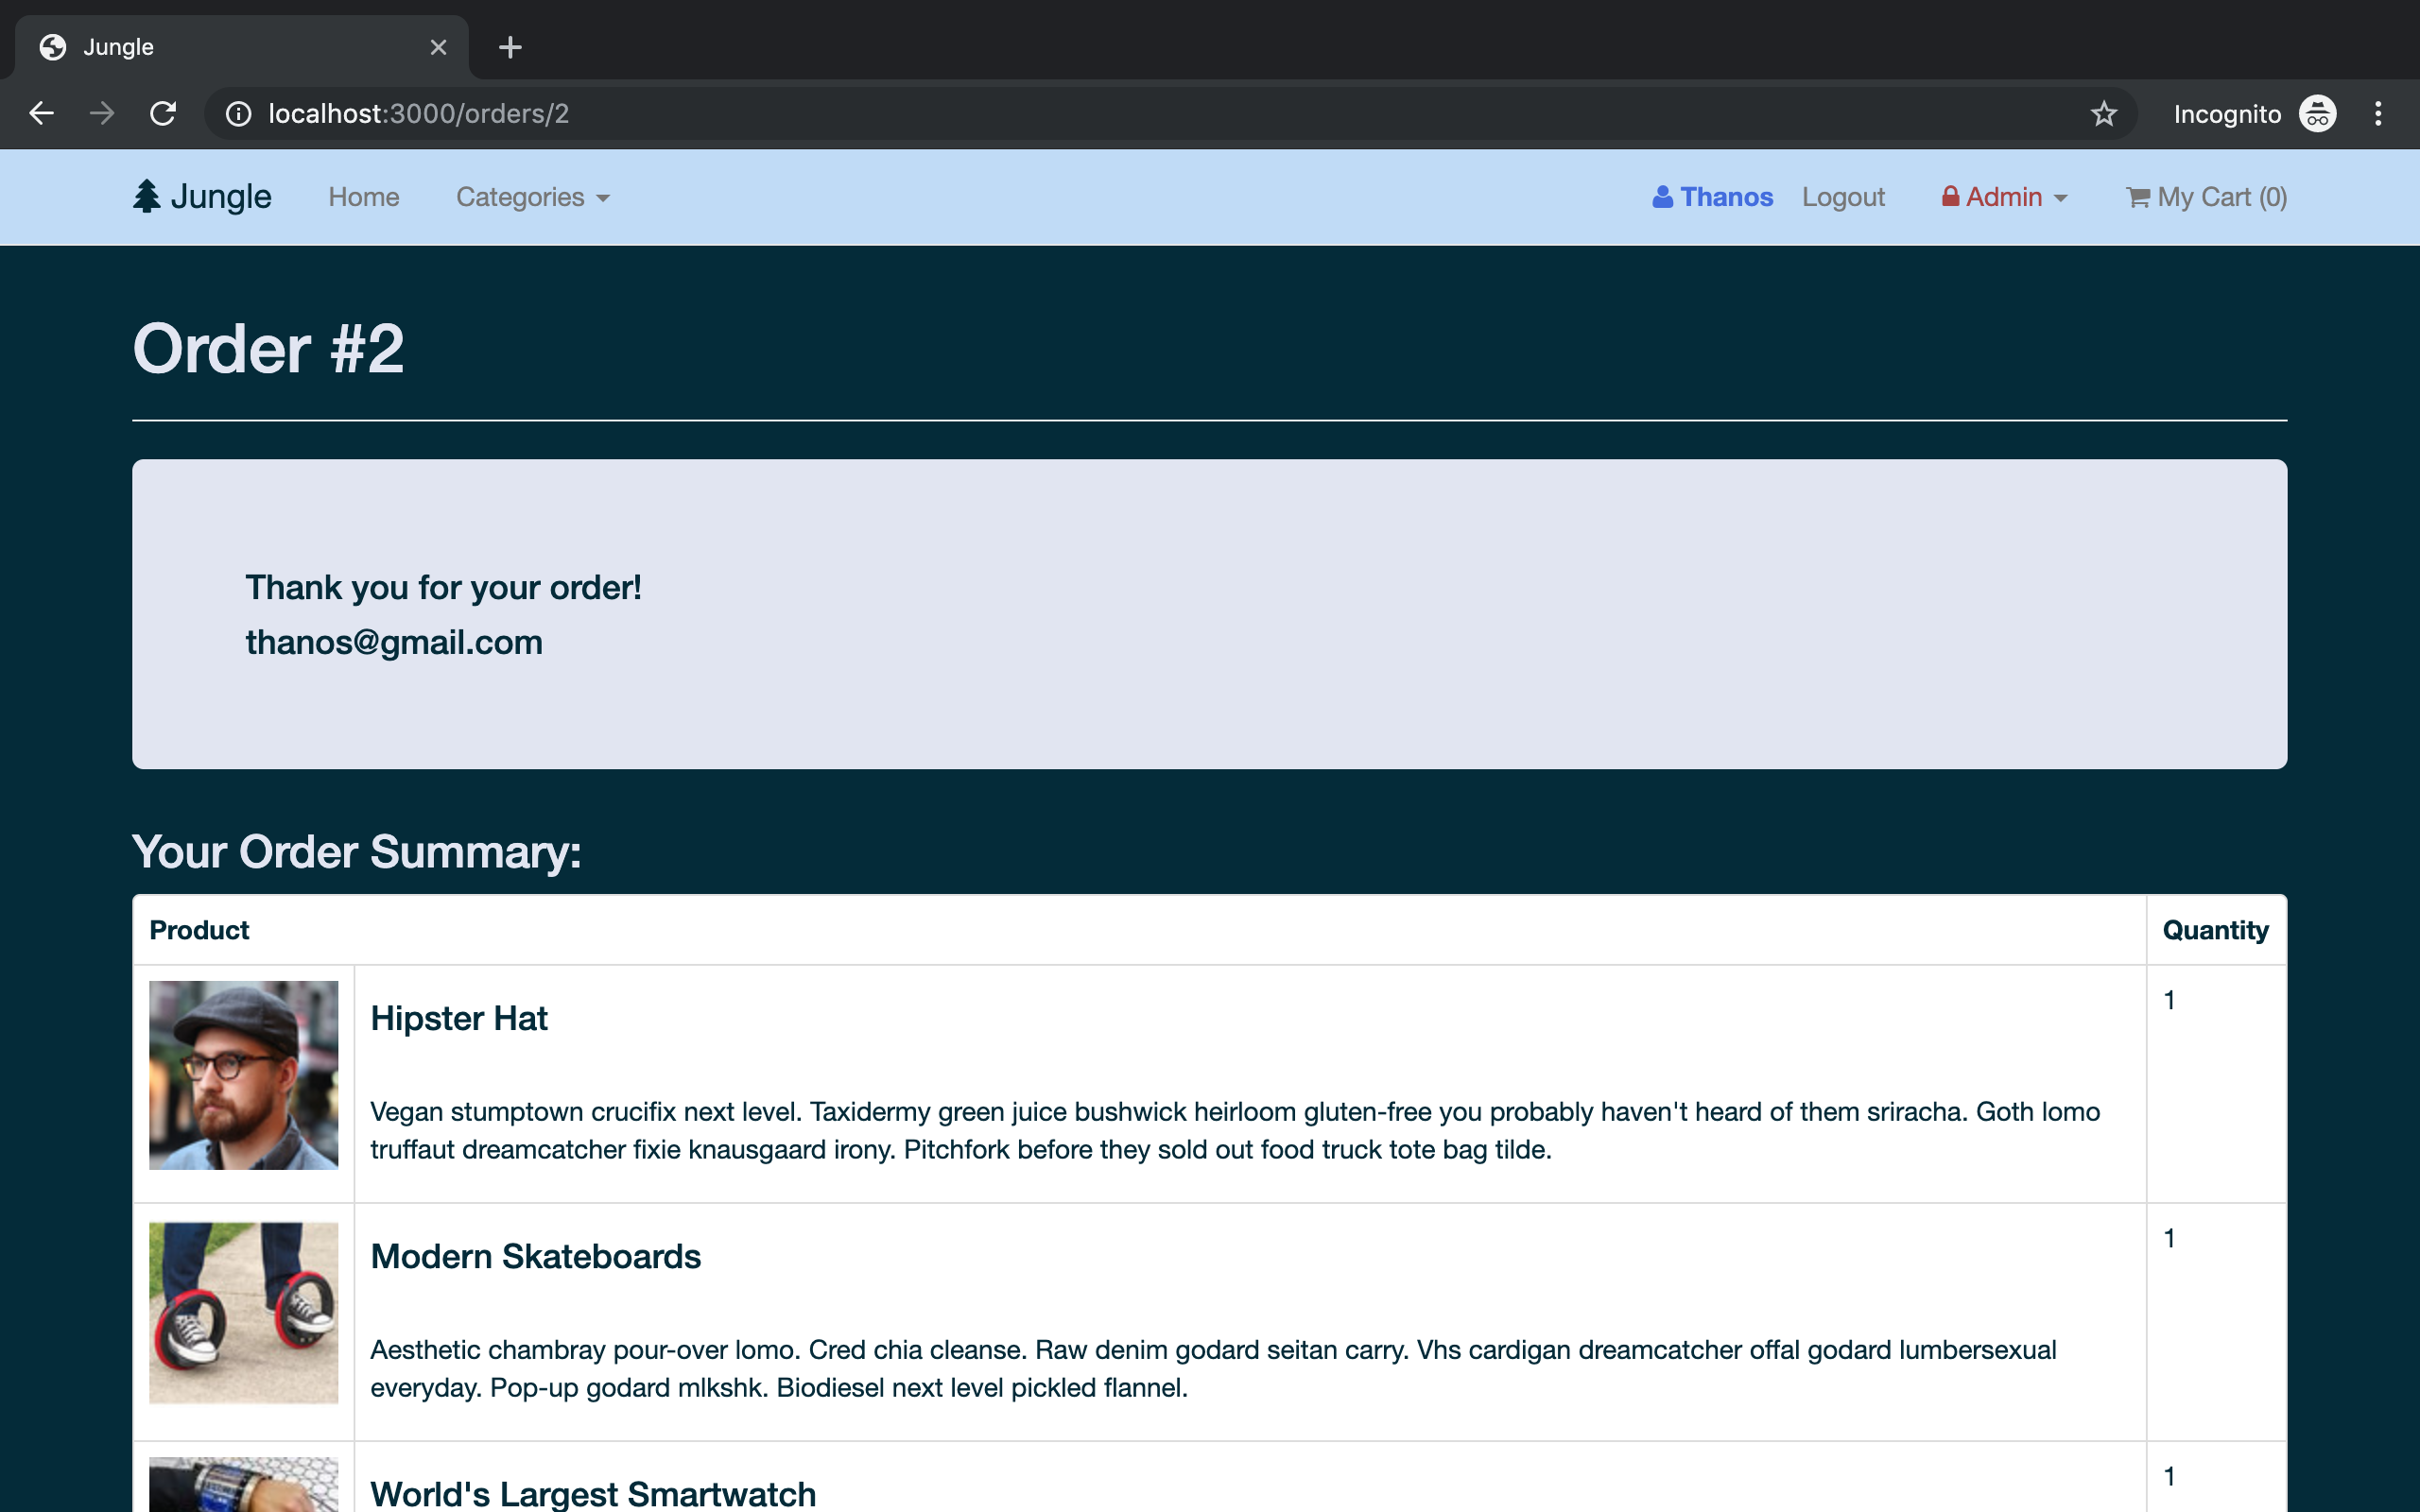 Jungle
localhost:3000/orders/2
Incognito
Jungle
Home
Categories
Thanos
Logout
Admin
My Cart (0)
Order #2
Thank you for your order!
thanos@gmail.com
Your Order Summary:
Product
Quantity
Hipster Hat
1
Vegan stumptown crucifix next level. Taxidermy green juice bushwick heirloom gluten-free you probably haven't heard of them sriracha. Goth lomo
truffaut dreamcatcher fixie knausgaard irony. Pitchfork before they sold out food truck tote bag tilde.
Modern Skateboards
1
Aesthetic chambray pour-over lomo. Cred chia cleanse. Raw denim godard seitan carry. Vhs cardigan dreamcatcher offal godard lumbersexual
everyday. Pop-up godard mlkshk. Biodiesel next level pickled flannel.
World's Largest Smartwatch
1